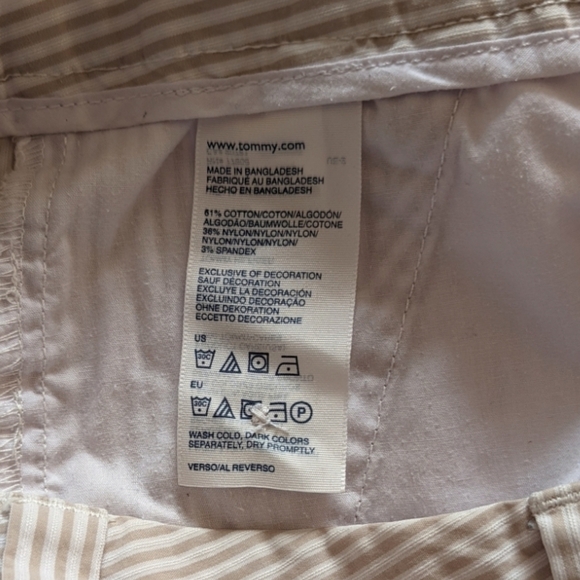 www.tommy.com
MADE IN BANGLADESH
FABRIQUÉ AU BANGLADESH
HECHO EN BANGLADESH
61% COTTON/COTON/ALGODÓN/
ALGODÃO/BAUMWOLLE/COTONE
36% NYLON/NYLON/NYLON/
NYLON/NYLON/NYLON/
3% SPANDEX
EXCLUSIVE OF DECORATION
SAUF DÉCORATION
EXCLUYE LA DECORACIÓN
EXCLUINDO DECORAÇÃO
OHNE DEKORATION
ECCETTO DECORAZIONE
US
30C
EU
30C P
WASH COLD, DARK COLORS
SEPARATELY, DRY PROMPTLY
VERSO/AL REVERSO